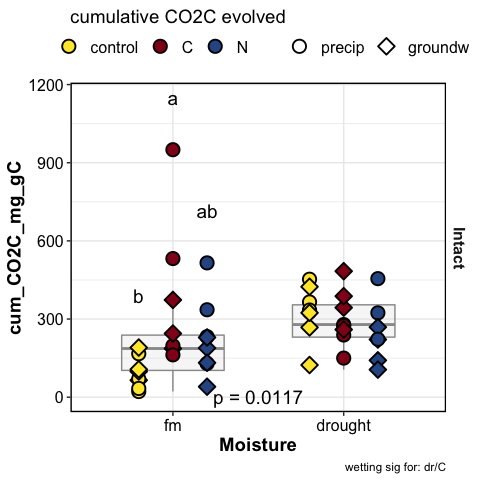 cumulative CO2C evolved
control C N precip groundw
1200
a
900
ab
600
b
300
0
p = 0.0117
fm drought
Moisture
cum_CO2C_mg_gC
Intact
wetting sig for: dr/C